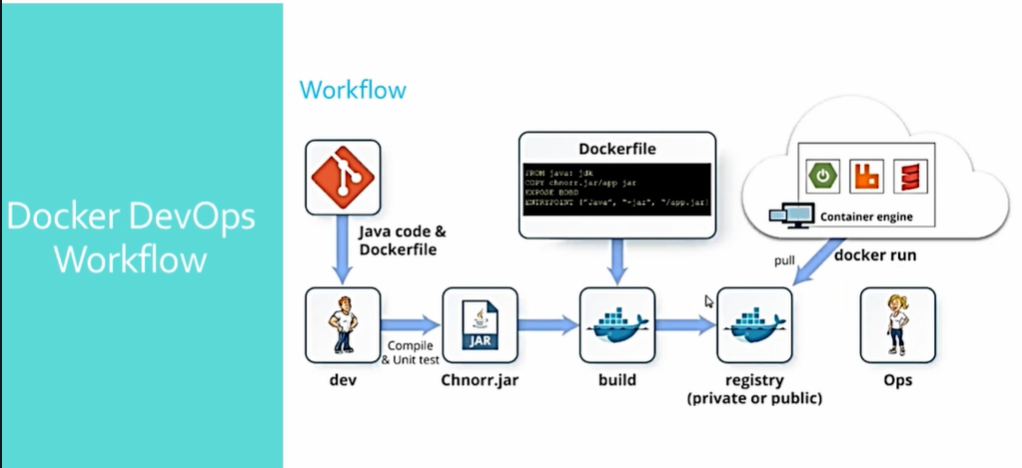 Docker DevOps
Workflow
Workflow
Java code &
Dockerfile
Dockerfile
FROM java: jdk
COPY chnorr.jar/app jar
EXPOSE
ENTRYPOINT ["Java", "-jar", "/app.jar]
Container engine
pull
docker run
Compile
& Unit test
JAR
dev
Chnorr.jar
build
registry
(private or public)
Ops